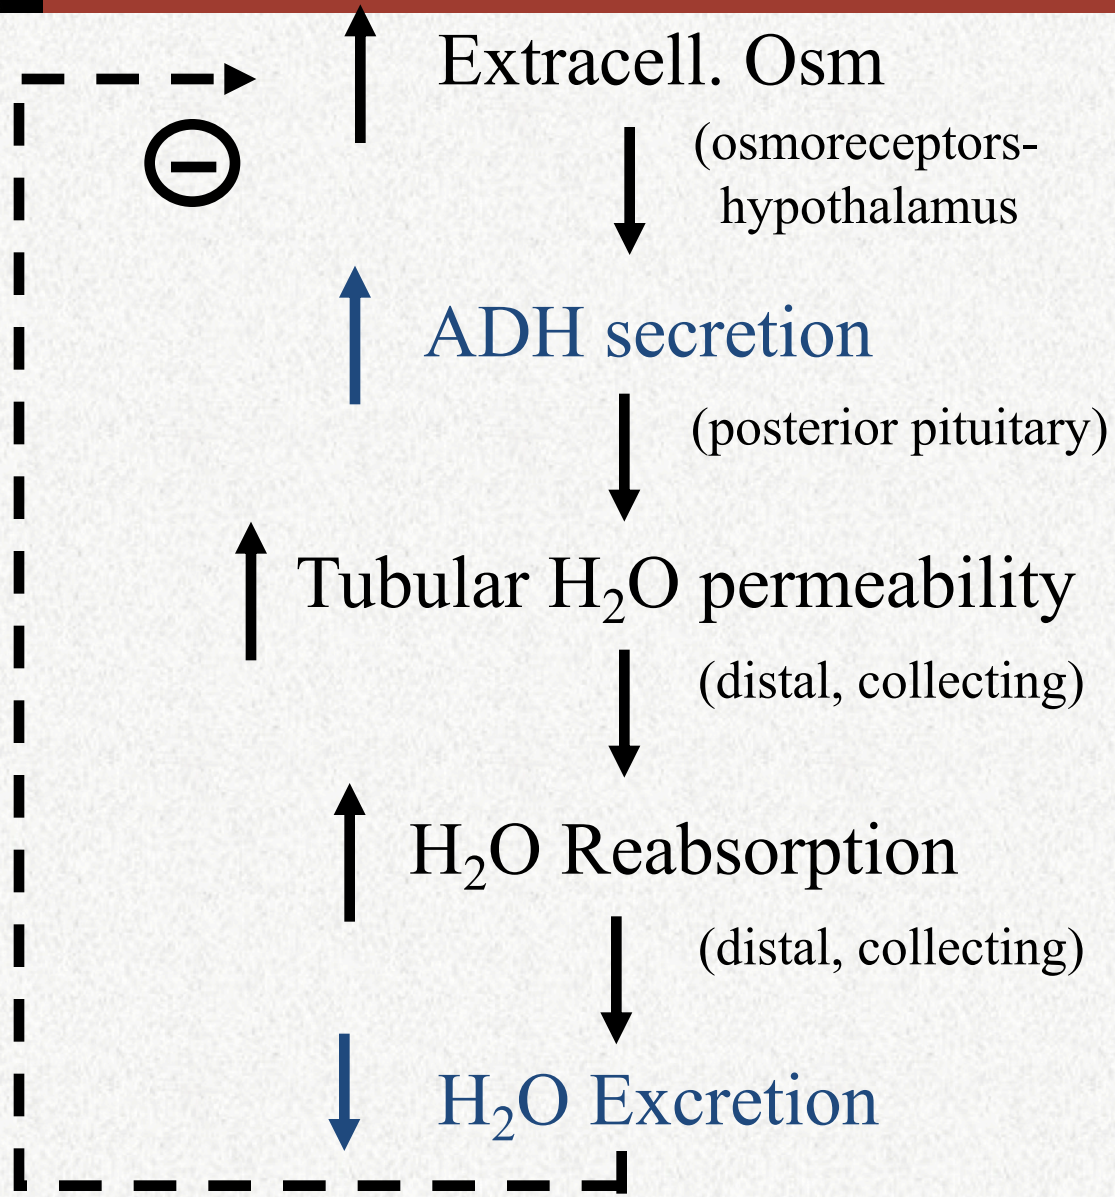 Extracell. Osm
(osmoreceptors-
hypothalamus
ADH secretion
(posterior pituitary)
Tubular H₂O permeability
(distal, collecting)
H₂O Reabsorption
(distal, collecting)
H₂O Excretion